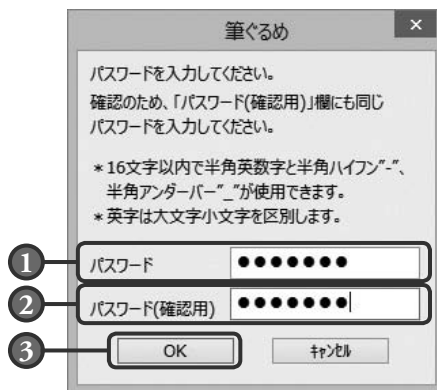 筆ぐるめ
パスワードを入力してください。
確認のため、「パスワード(確認用)」欄にも同じ
パスワードを入力してください。
＊16文字以内で半角英数字と半角ハイフン"-"、
半角アンダーバー"_"が使用できます。
＊英字は大文字小文字を区別します。
1 パスワード ●●●●●●●
2 パスワード(確認用) ●●●●●●●
3 OK ｷｬﾝｾﾙ